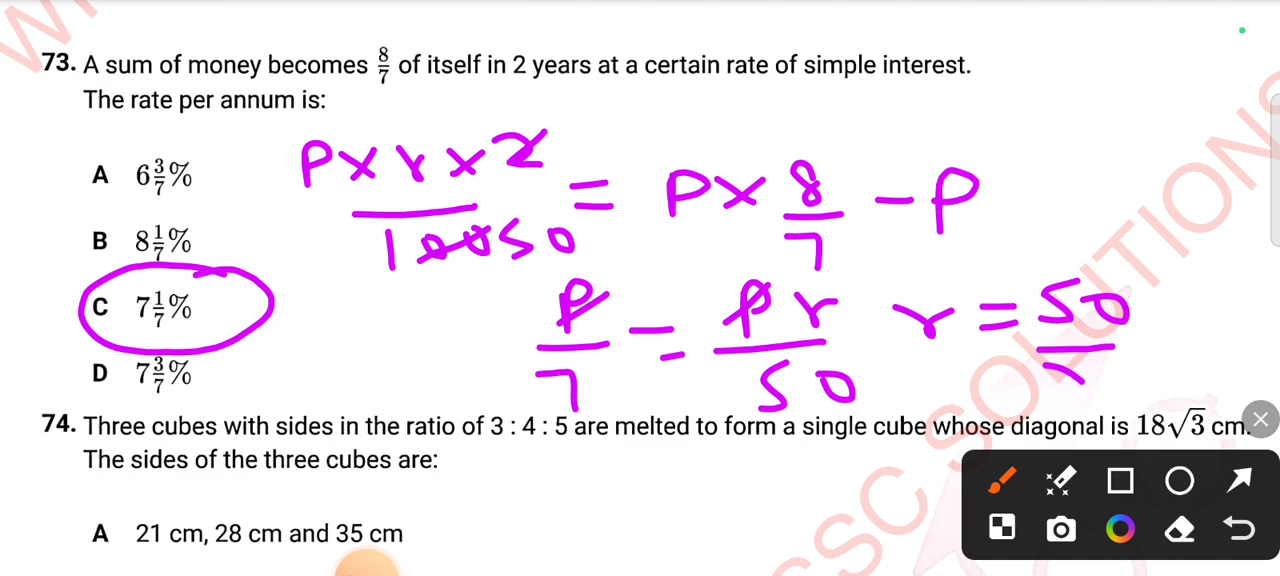 73. A sum of money becomes 8/7 of itself in 2 years at a certain rate of simple interest.
The rate per annum is:
A 6 3/7%
B 8 1/7%
C 7 1/7%
D 7 3/7%
P × r × 2 / 100 50 = P × 8/7 - P
P/7 = Pr/50 r = 50/7
74. Three cubes with sides in the ratio of 3 : 4 : 5 are melted to form a single cube whose diagonal is 18√3 cm.
The sides of the three cubes are:
A 21 cm, 28 cm and 35 cm
SSC SOLUTIONS